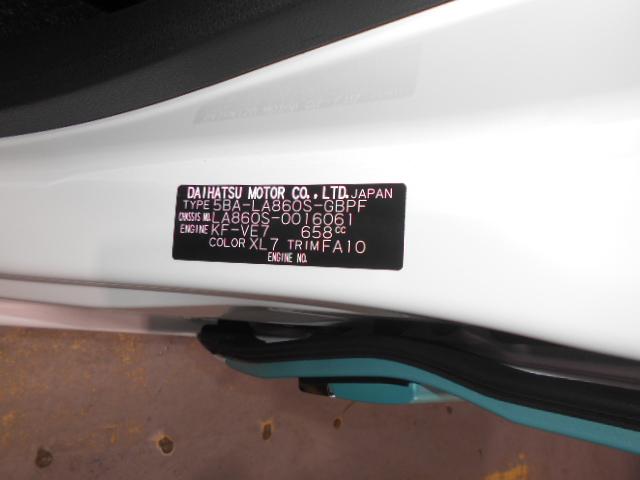 DAIHATSU MOTOR CO.,LTD. JAPAN
TYPE 5BA-LA860S-GBPF
CHASSIS NO. LA860S-0016061
ENGINE KF-VE7 658cc
COLOR XL7 TRIM FA10
ENGINE NO.